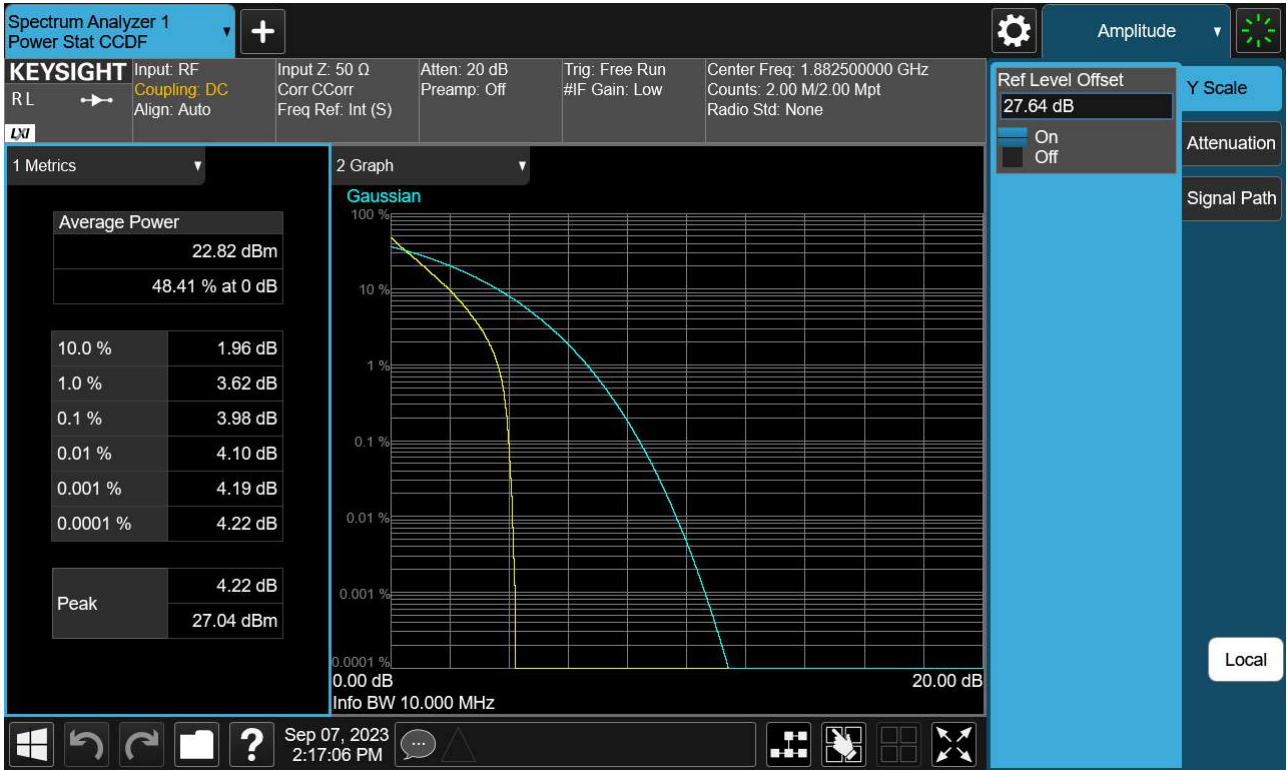 Spectrum Analyzer 1
Power Stat CCDF
+
Amplitude
KEYSIGHT
R L
LXI
Input: RF
Coupling: DC
Align: Auto
Input Z: 50 Ω
Corr CCorr
Freq Ref: Int (S)
Atten: 20 dB
Preamp: Off
Trig: Free Run
#IF Gain: Low
Center Freq: 1.882500000 GHz
Counts: 2.00 M/2.00 Mpt
Radio Std: None
Ref Level Offset
27.64 dB
On
Off
Y Scale
Attenuation
Signal Path
Local
1 Metrics
Average Power
22.82 dBm
48.41 % at 0 dB
10.0 % 1.96 dB
1.0 % 3.62 dB
0.1 % 3.98 dB
0.01 % 4.10 dB
0.001 % 4.19 dB
0.0001 % 4.22 dB
Peak
4.22 dB
27.04 dBm
2 Graph
Gaussian
100 %
10 %
1 %
0.1 %
0.01 %
0.001 %
0.0001 %
0.00 dB 20.00 dB
Info BW 10.000 MHz
?
Sep 07, 2023
2:17:06 PM